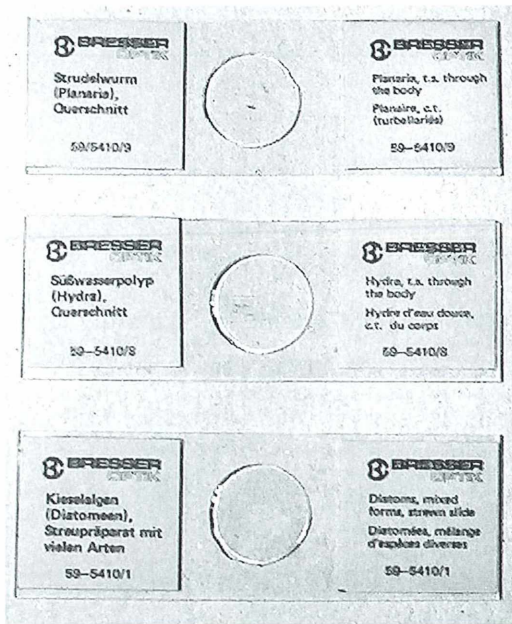 BRESSER
OPTIK
Strudelwurm
(Planaria),
Querschnitt
59/5410/9
BRESSER
OPTIK
Planaria, t.s. through
the body
Planaire, c.t.
(turbellariés)
59-5410/9
BRESSER
OPTIK
Süßwasserpolyp
(Hydra),
Querschnitt
59-5410/8
BRESSER
OPTIK
Hydra, t.s. through
the body
Hydre d'eau douce,
c.t. du corps
59-5410/8
BRESSER
OPTIK
Kieselalgen
(Diatomeen),
Streupräparat mit
vielen Arten
59-5410/1
BRESSER
OPTIK
Diatoms, mixed
forms, strewn slide
Diatomées, mélange
d'espèces diverses
59-5410/1